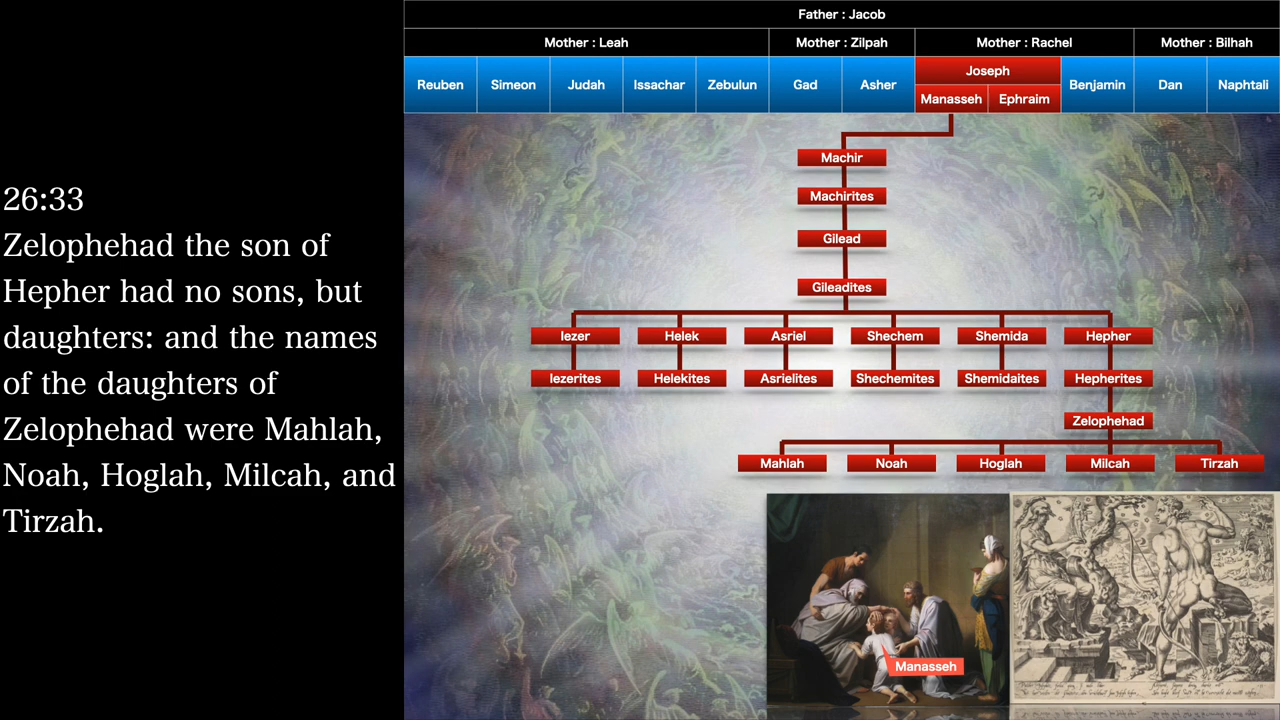 26:33
Zelophehad the son of
Hepher had no sons, but
daughters: and the names
of the daughters of
Zelophehad were Mahlah,
Noah, Hoglah, Milcah, and
Tirzah.
Father : Jacob
Mother : Leah
Mother : Zilpah
Mother : Rachel
Mother : Bilhah
Reuben
Simeon
Judah
Issachar
Zebulun
Gad
Asher
Joseph
Manasseh
Ephraim
Benjamin
Dan
Naphtali
Machir
Machirites
Gilead
Gileadites
Iezer
Helek
Asriel
Shechem
Shemida
Hepher
Iezerites
Helekites
Asrielites
Shechemites
Shemidaites
Hepherites
Zelophehad
Mahlah
Noah
Hoglah
Milcah
Tirzah
Manasseh